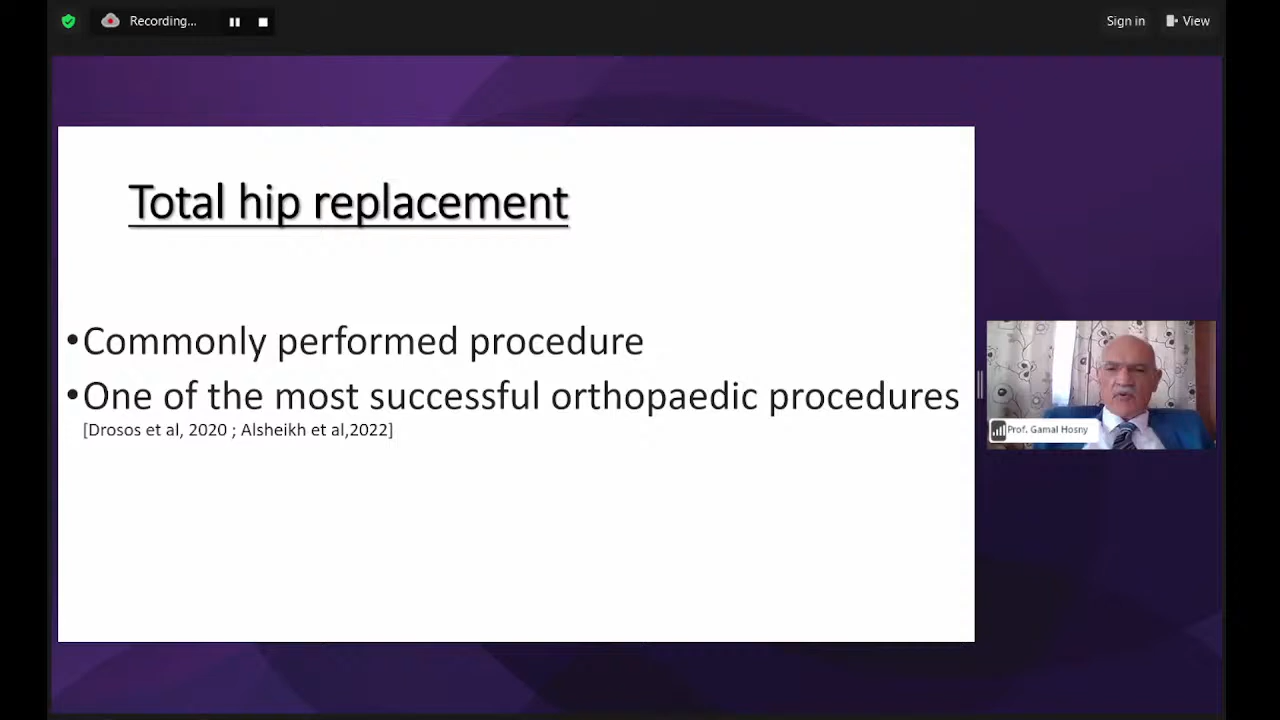 Recording...
Sign in
View
Total hip replacement
•Commonly performed procedure
•One of the most successful orthopaedic procedures
[Drosos et al, 2020 ; Alsheikh et al,2022]
Prof. Gamal Hosny